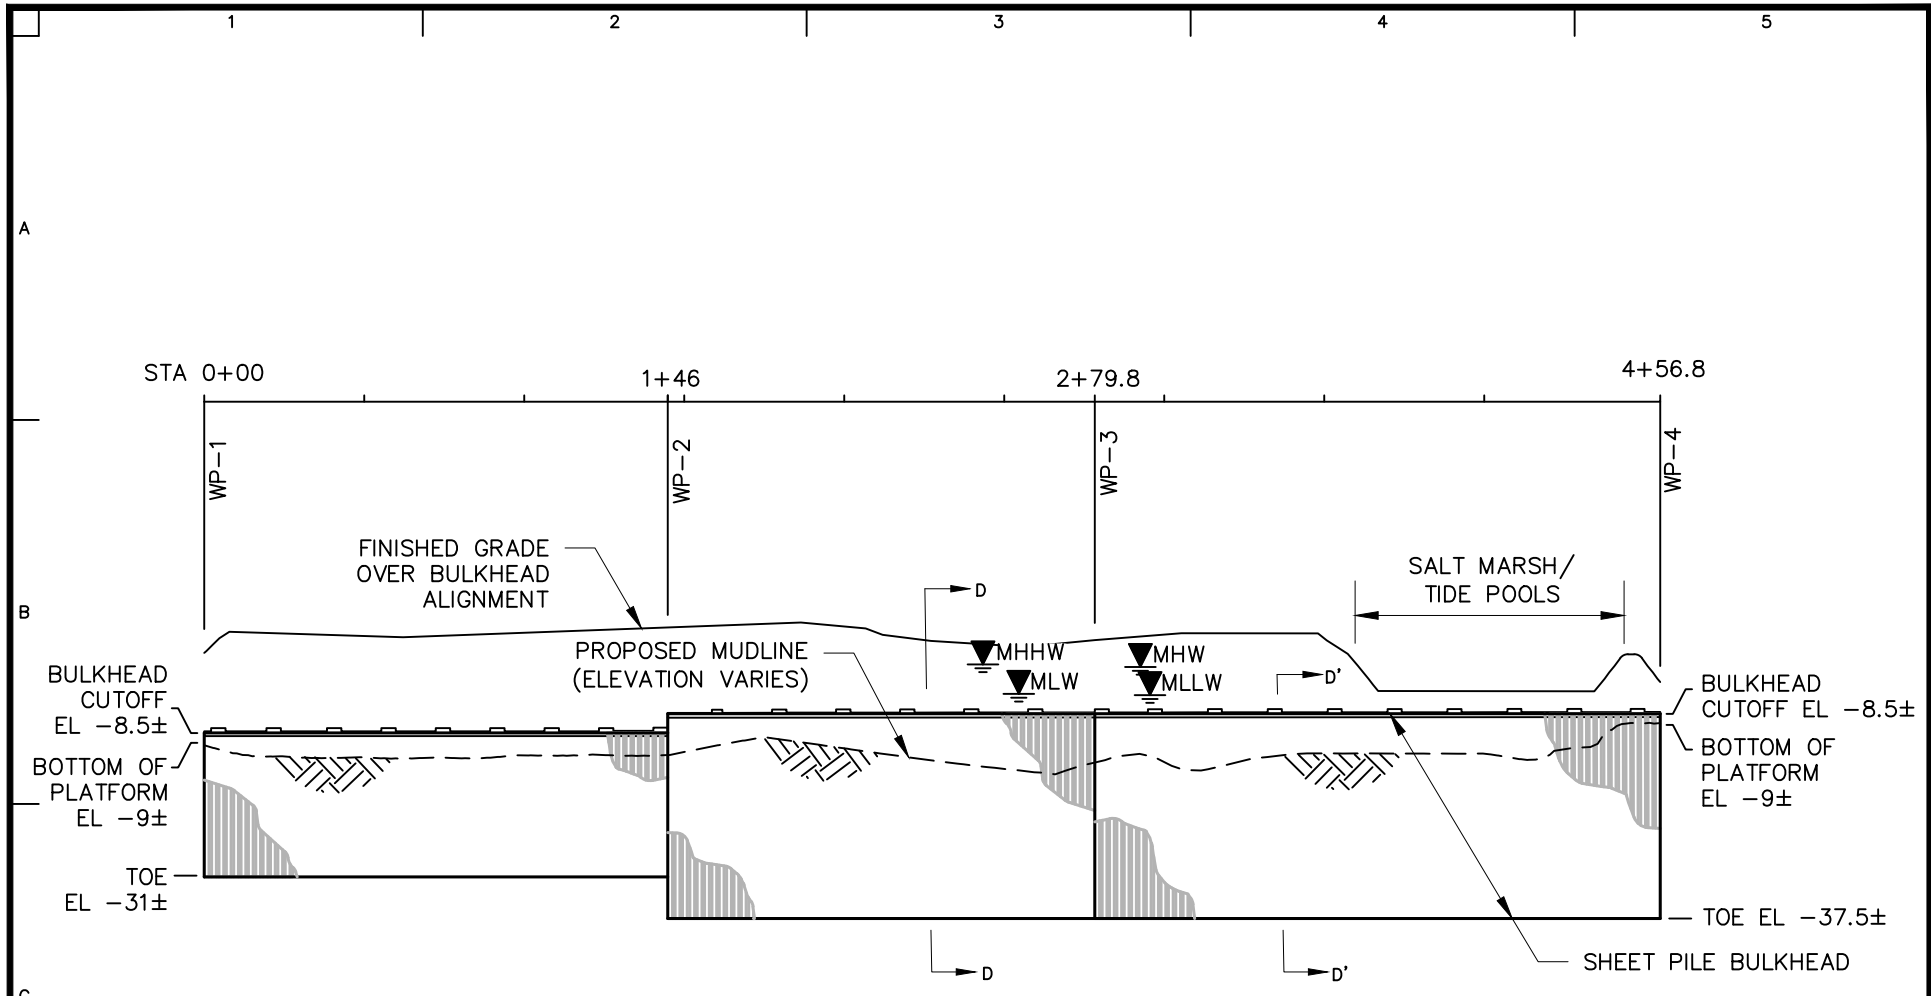 1 2 3 4 5
A
STA 0+00 1+46 2+79.8 4+56.8
WP-1
WP-2
WP-3
WP-4
FINISHED GRADE
OVER BULKHEAD
ALIGNMENT
SALT MARSH/
TIDE POOLS
D
B
PROPOSED MUDLINE
(ELEVATION VARIES)
MHHW
MLW
MHW
MLLW
D'
BULKHEAD
CUTOFF
EL -8.5±
BOTTOM OF
PLATFORM
EL -9±
TOE
EL -31±
BULKHEAD
CUTOFF EL -8.5±
BOTTOM OF
PLATFORM
EL -9±
TOE EL -37.5±
SHEET PILE BULKHEAD
D
D'